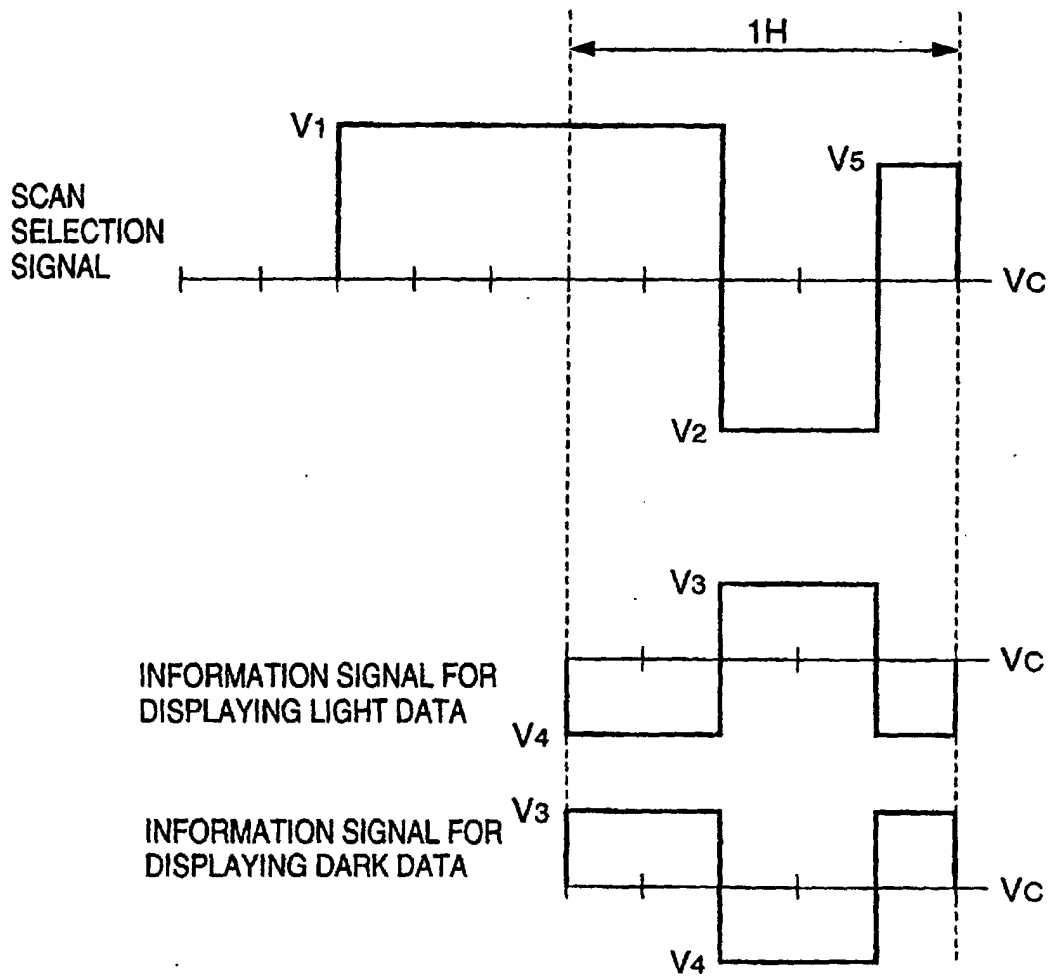 1H
V1
V5
SCAN
SELECTION
SIGNAL
VC
V2
V3
VC
INFORMATION SIGNAL FOR
DISPLAYING LIGHT DATA
V4
V3
INFORMATION SIGNAL FOR
DISPLAYING DARK DATA
VC
V4